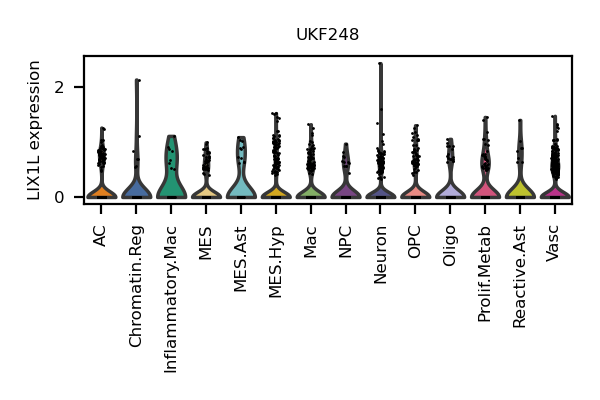 UKF248
LIX1L expression
2
0
AC
Chromatin.Reg
Inflammatory.Mac
MES
MES.Ast
MES.Hyp
Mac
NPC
Neuron
OPC
Oligo
Prolif.Metab
Reactive.Ast
Vasc